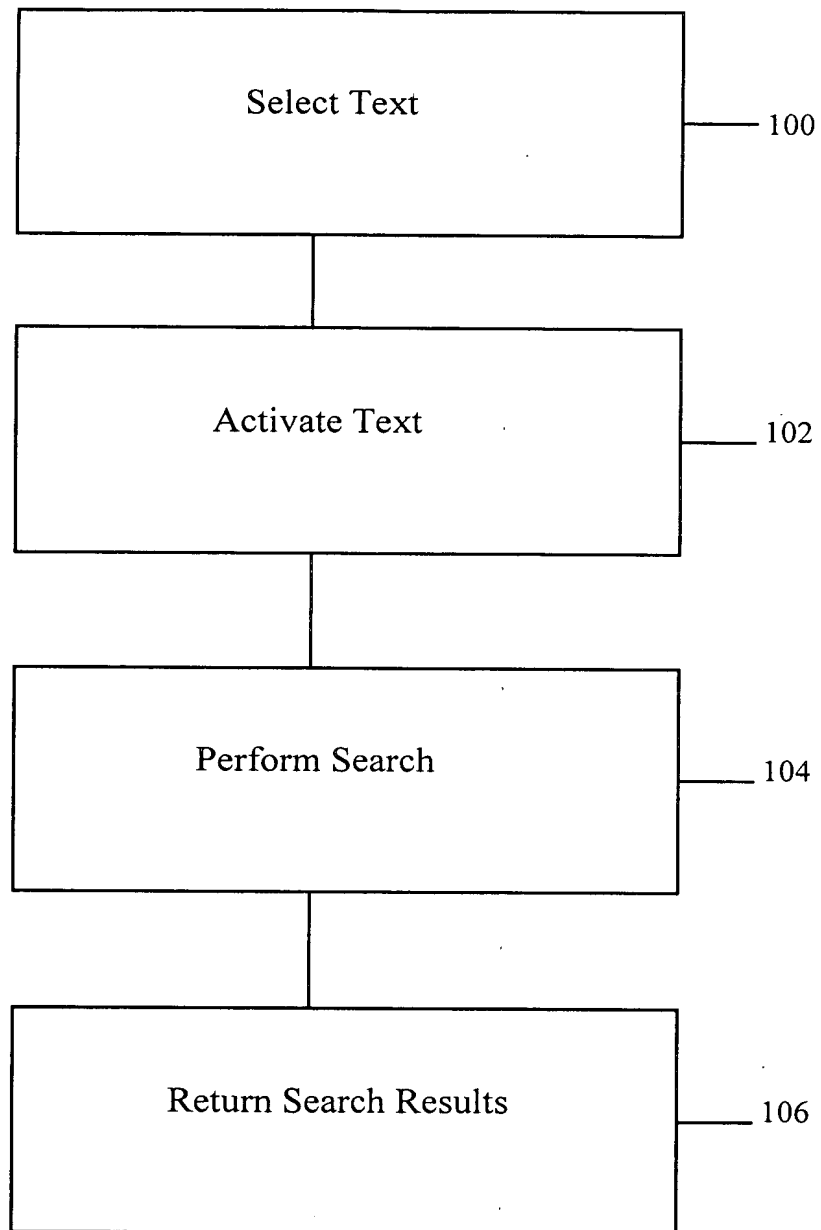 Select Text
100
Activate Text
102
Perform Search
104
Return Search Results
106